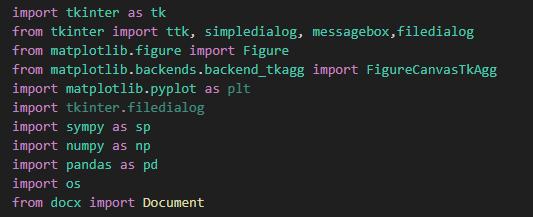 import tkinter as tk
from tkinter import ttk, simpledialog, messagebox,filedialog
from matplotlib.figure import Figure
from matplotlib.backends.backend_tkagg import FigureCanvasTkAgg
import matplotlib.pyplot as plt
import tkinter.filedialog
import sympy as sp
import numpy as np
import pandas as pd
import os
from docx import Document